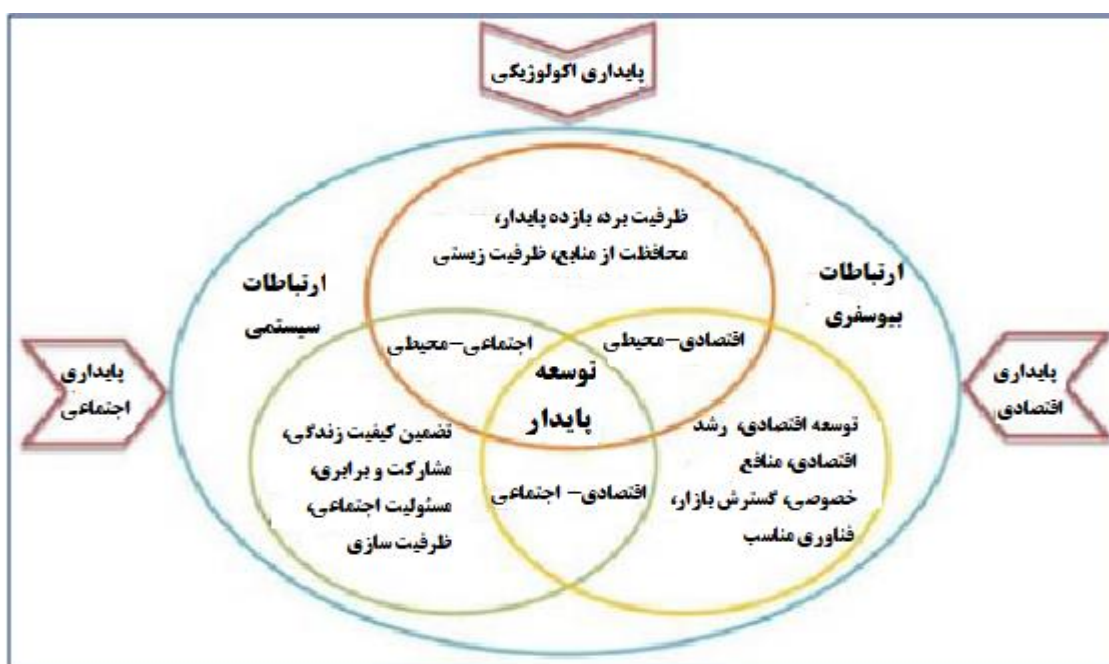 پایداری اکولوژیکی
ظرفیت برد، بازده پایدار،
محافظت از منابع، ظرفیت زیستی
ارتباطات
بیوسفری
ارتباطات
سیستمی
پایداری
اقتصادی
پایداری
اجتماعی
اقتصادی-محیطی
اجتماعی-محیطی
توسعه
پایدار
توسعه اقتصادی، رشد
اقتصادی، منافع
خصوصی، گسترش بازار،
فناوری مناسب
اقتصادی- اجتماعی
تضمین کیفیت زندگی،
مشارکت و برابری،
مسئولیت اجتماعی،
ظرفیت سازی